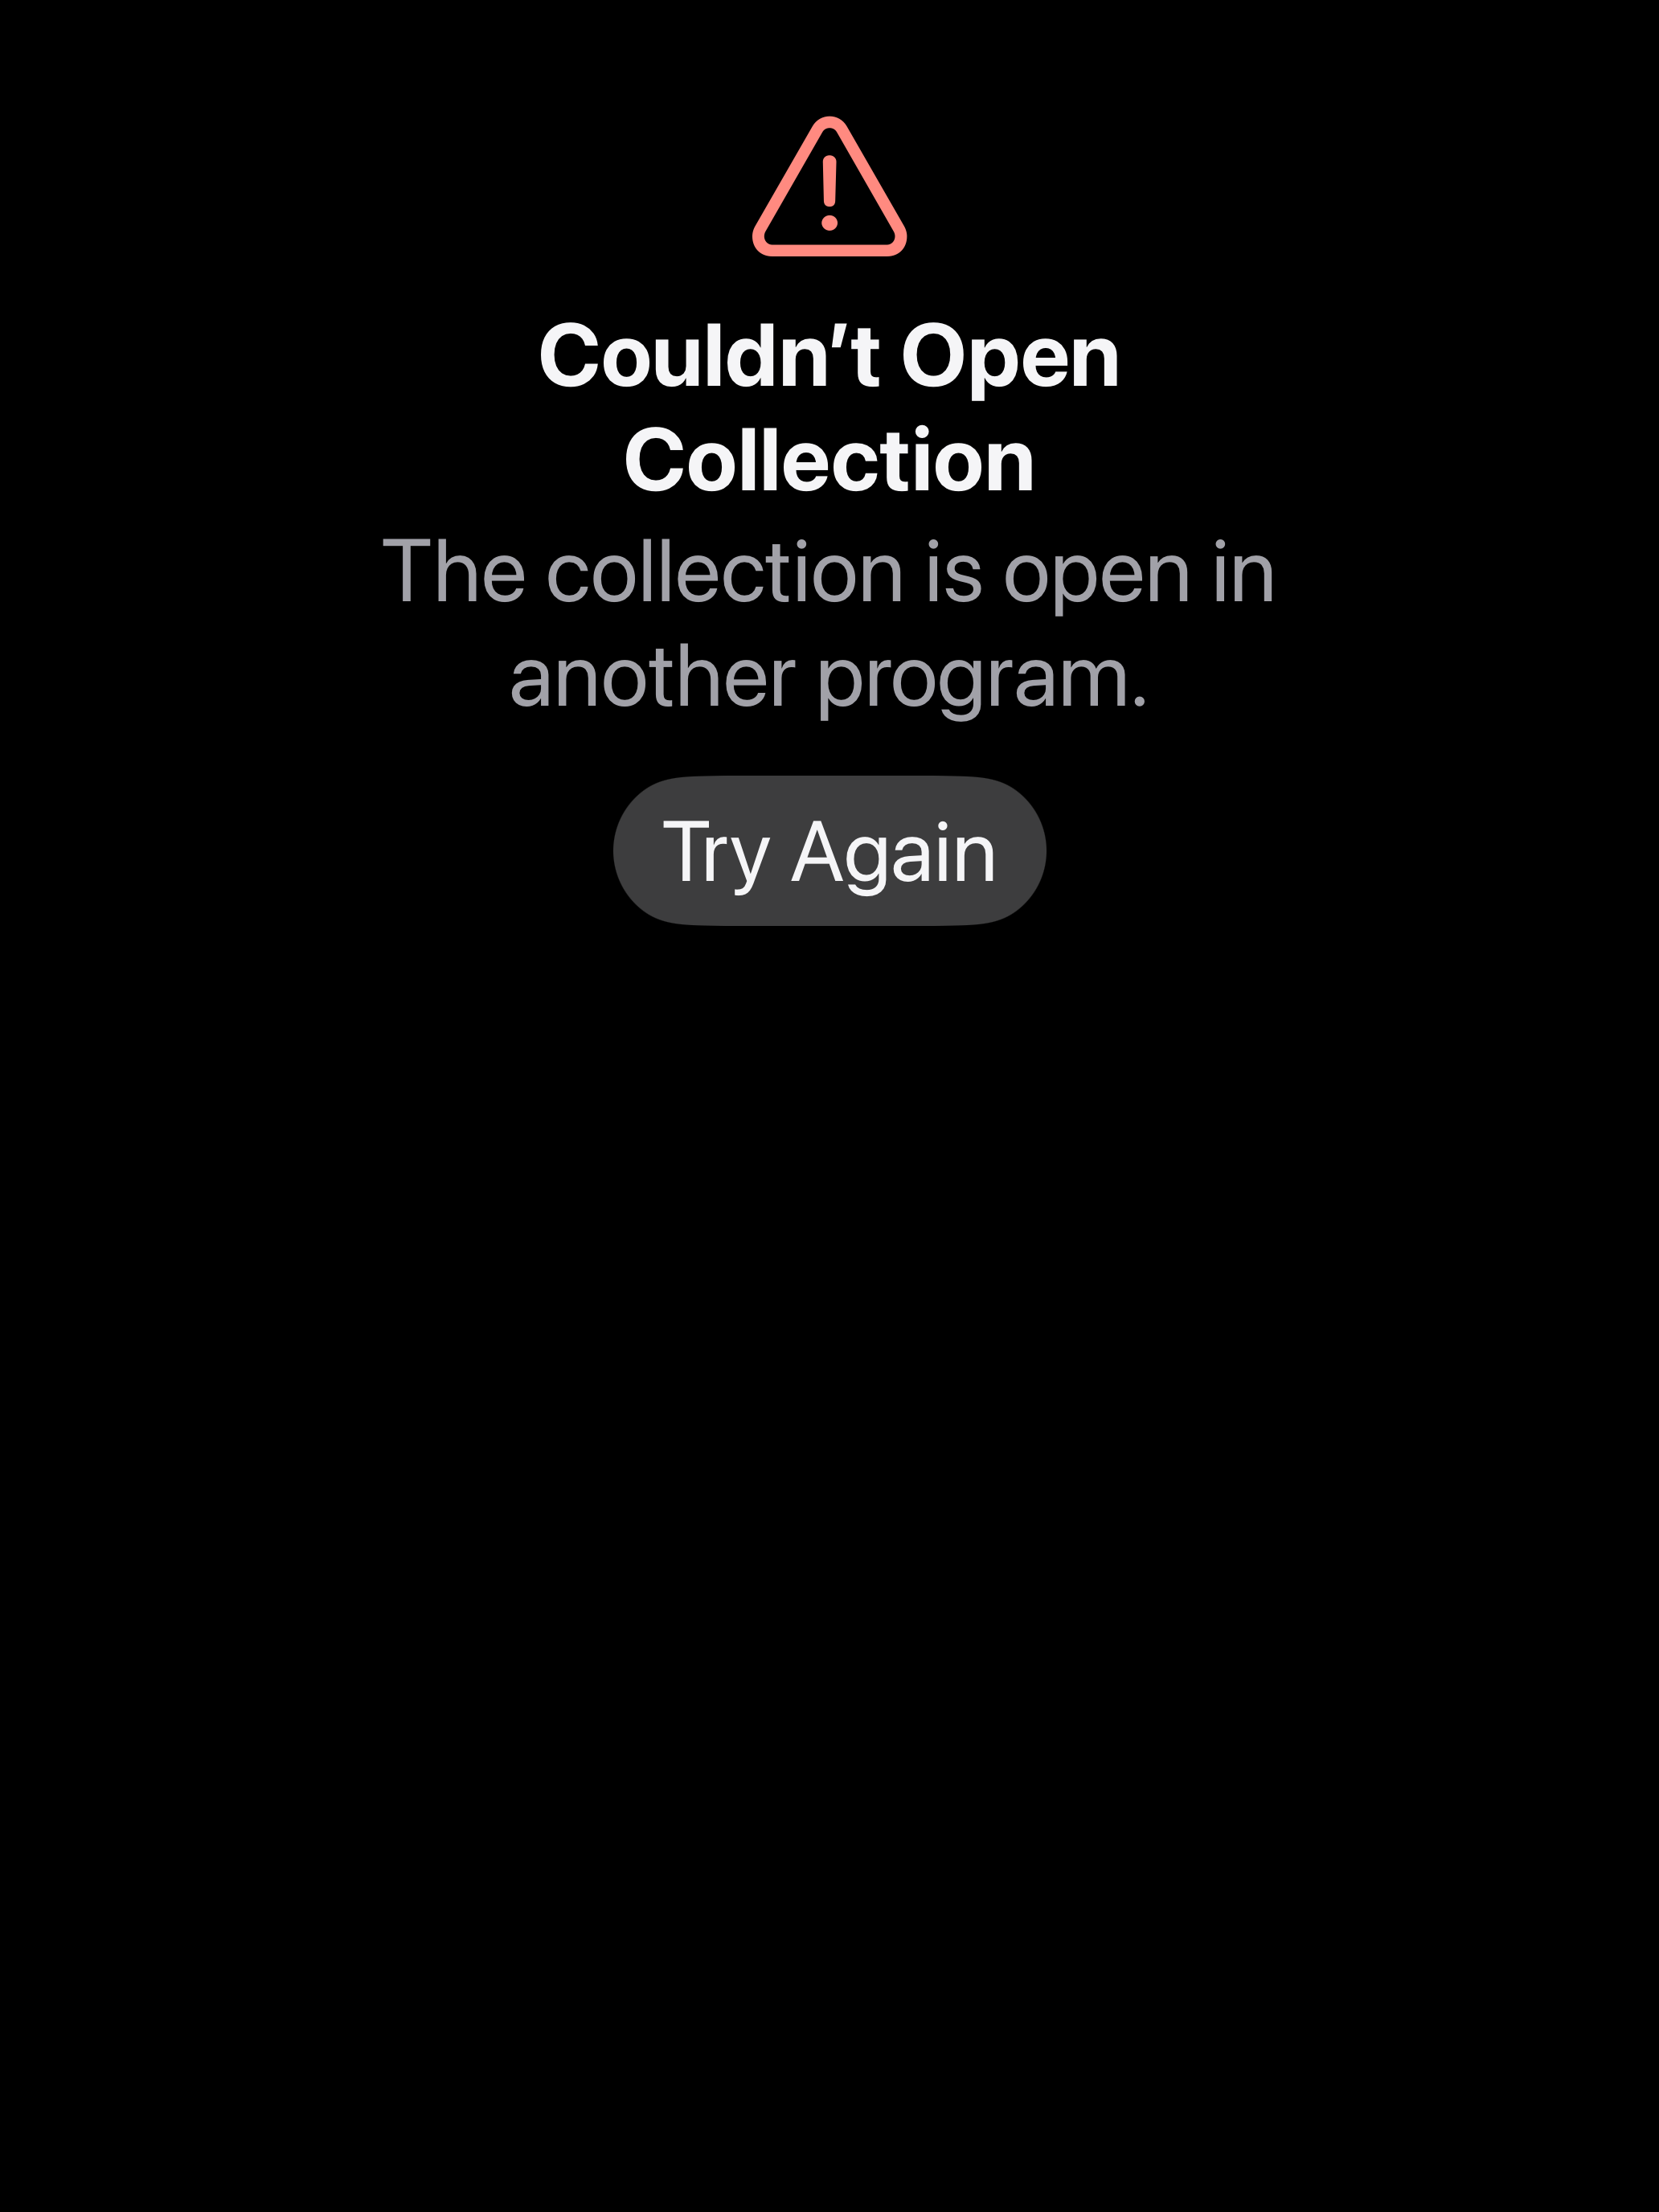 Couldn’t Open
Collection
The collection is open in
another program.
Try Again